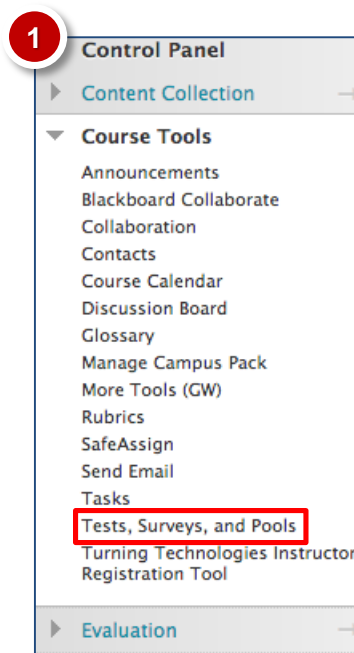 1
Control Panel
Content Collection
Course Tools
Announcements
Blackboard Collaborate
Collaboration
Contacts
Course Calendar
Discussion Board
Glossary
Manage Campus Pack
More Tools (GW)
Rubrics
SafeAssign
Send Email
Tasks
Tests, Surveys, and Pools
Turning Technologies Instructor
Registration Tool
Evaluation